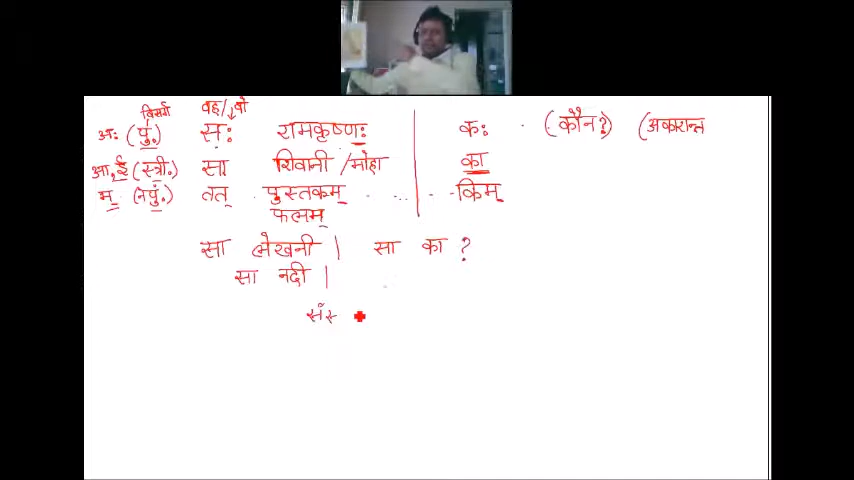 विसर्ग वह/वो
अः (पुं.) सः रामकृष्णः कः (कौन?) (अकारान्त
आ,ई (स्त्री.) सा शिवानी /मोहा का
म् (नपुं.) तत् पुस्तकम् ... किम्
फलम्
सा लेखनी | सा का ?
सा नदी |
संस